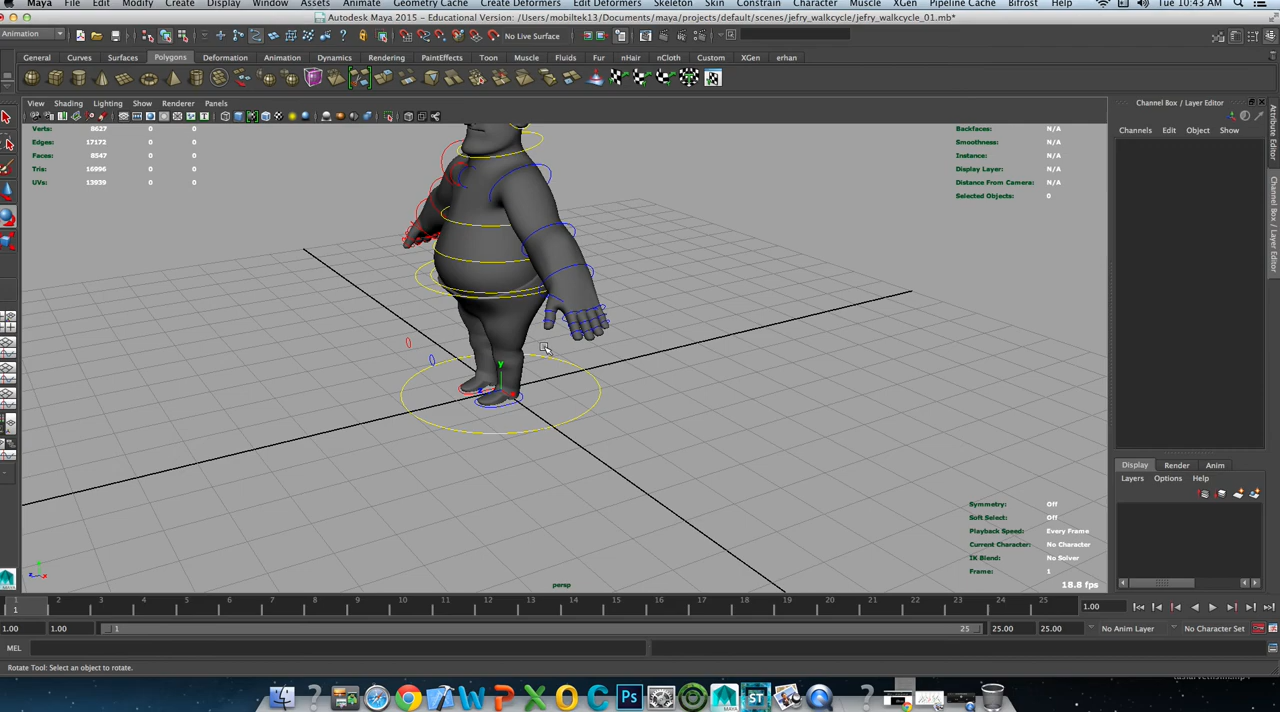 Maya File Edit Modify Create Display Window Assets Animate Geometry Cache Create Deformers Edit Deformers Skeleton Skin Constrain Character Muscle XGen Pipeline Cache Bifrost Help Tue 10:43 AM
Autodesk Maya 2015 - Educational Version: /Users/mobiltek13/Documents/maya/projects/default/scenes/jefry_walkcycle/jefry_walkcycle_01.mb*
Animation No Live Surface
General Curves Surfaces Polygons Deformation Animation Dynamics Rendering PaintEffects Toon Muscle Fluids Fur nHair nCloth Custom XGen erhan
View Shading Lighting Show Renderer Panels
Channel Box / Layer Editor
Channels Edit Object Show
Verts: 8627 0 0
Edges: 17172 0 0
Faces: 8547 0 0
Tris: 16996 0 0
UVs: 13939 0 0
Backfaces: N/A
Smoothness: N/A
Instance: N/A
Display Layer: N/A
Distance From Camera: N/A
Selected Objects: 0
Attribute Editor
Channel Box / Layer Editor
y
z
Display Render Anim
Layers Options Help
Symmetry: Off
Soft Select: Off
Playback Speed: Every Frame
Current Character: No Character
IK Blend: No Solver
Frame: 1
18.8 fps
persp
1 2 3 4 5 6 7 8 9 10 11 12 13 14 15 16 17 18 19 20 21 22 23 24 25
1 1.00
1.00 1.00 1 25 25.00 25.00 No Anim Layer No Character Set
MEL
Rotate Tool: Select an object to rotate.